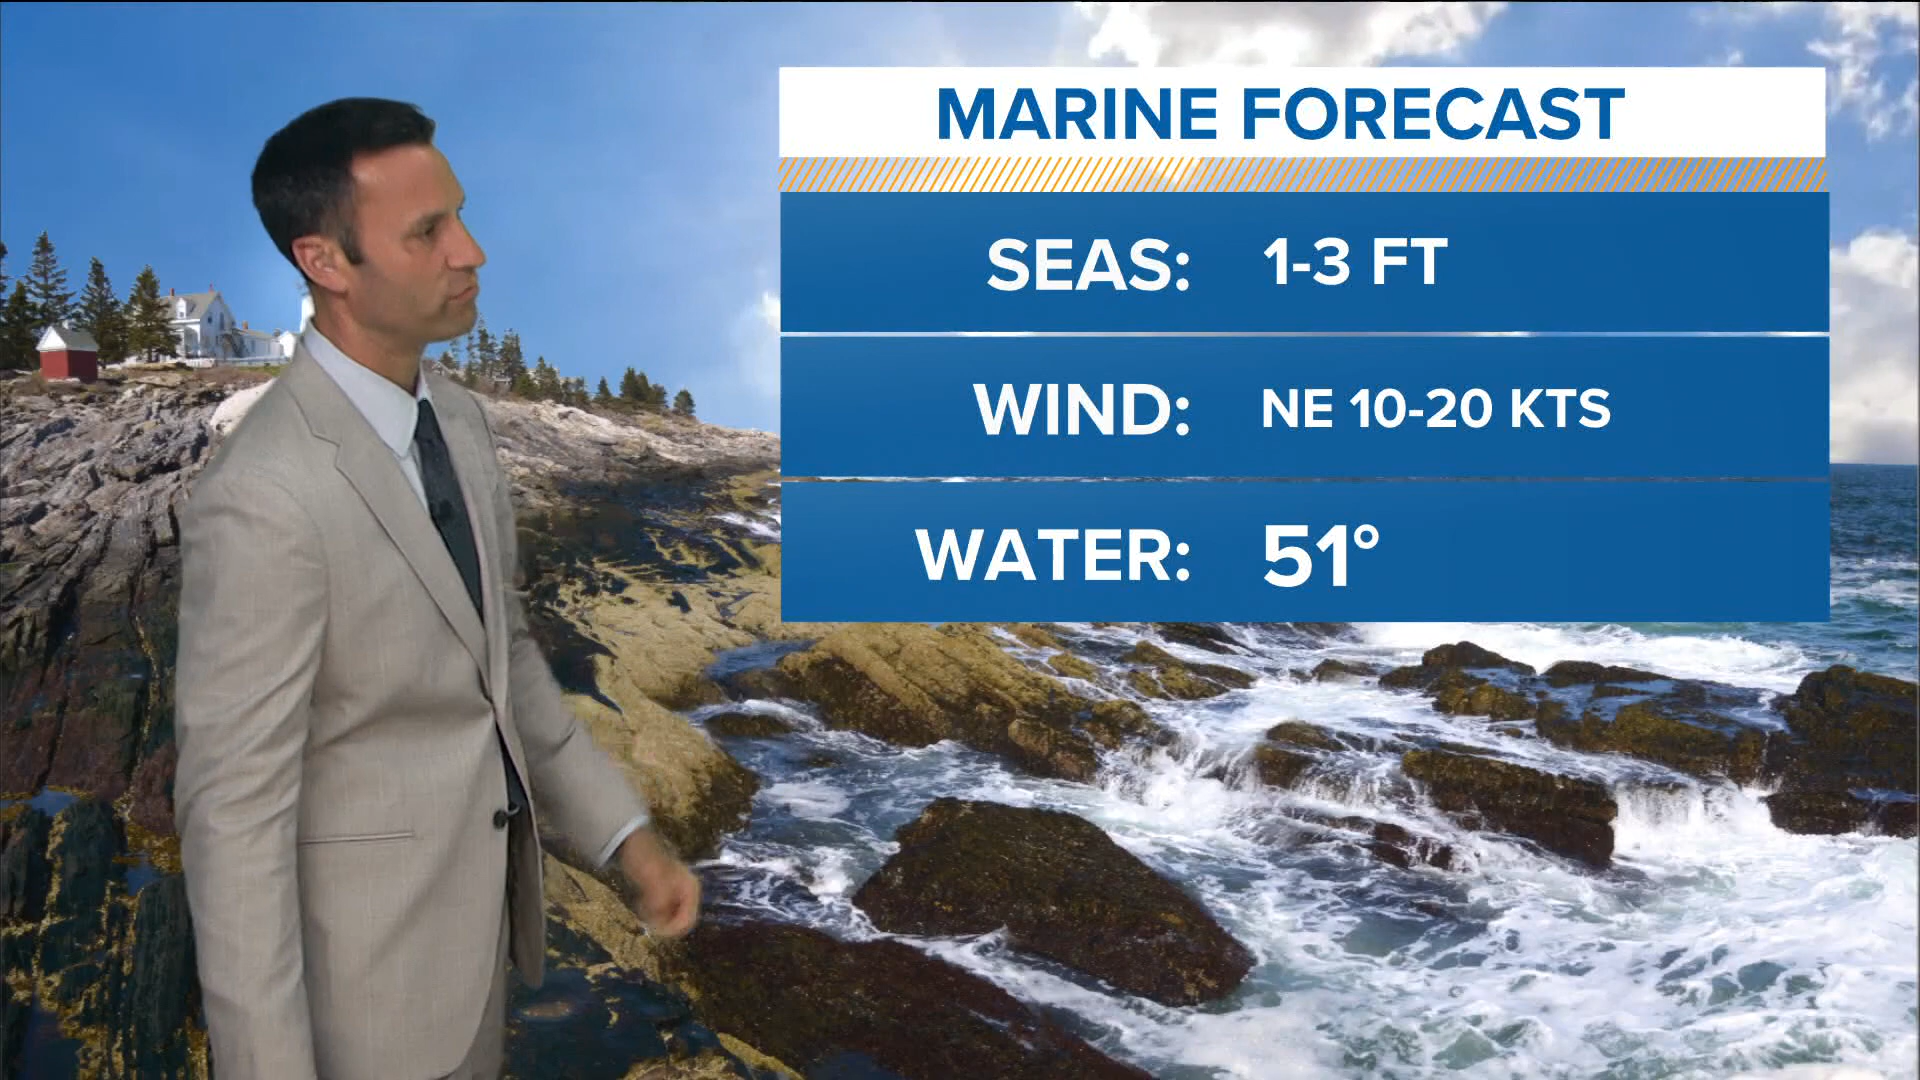 MARINE FORECAST
SEAS: 1-3 FT
WIND: NE 10-20 KTS
WATER: 51°